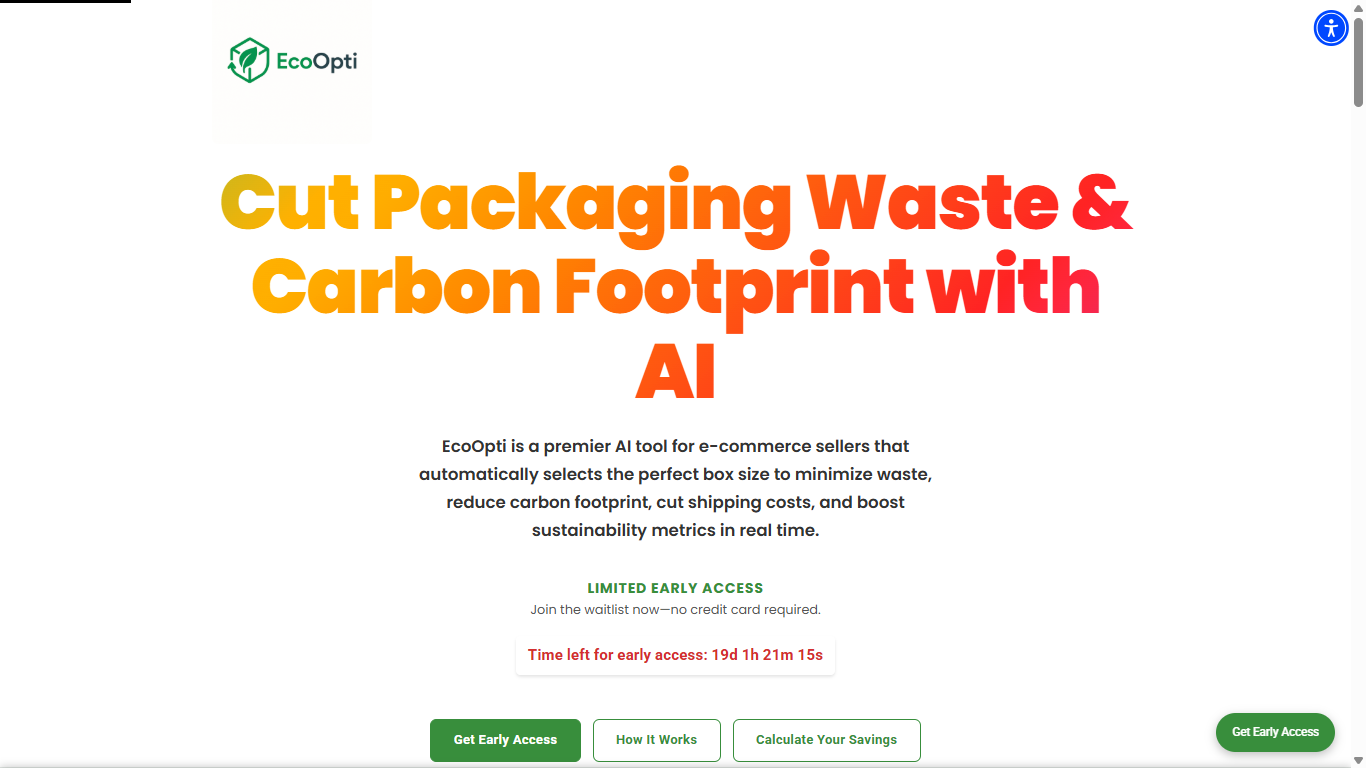 EcoOpti
Cut Packaging Waste &
Carbon Footprint with
AI
EcoOpti is a premier AI tool for e-commerce sellers that
automatically selects the perfect box size to minimize waste,
reduce carbon footprint, cut shipping costs, and boost
sustainability metrics in real time.
LIMITED EARLY ACCESS
Join the waitlist now—no credit card required.
Time left for early access: 19d 1h 21m 15s
Get Early Access
How It Works
Calculate Your Savings
Get Early Access